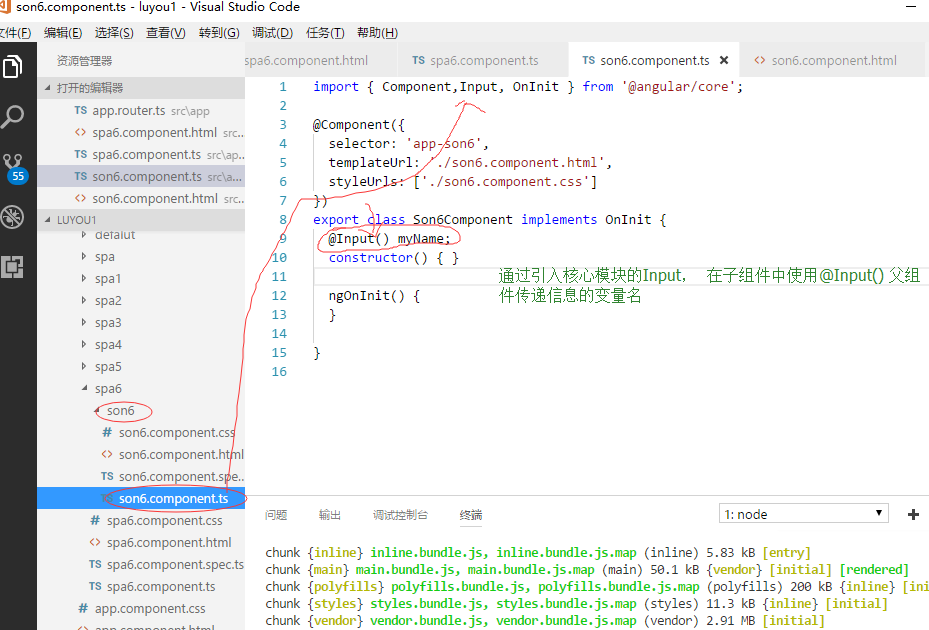 son6.component.ts - luyou1 - Visual Studio Code
文件(F) 编辑(E) 选择(S) 查看(V) 转到(G) 调试(D) 任务(T) 帮助(H)
资源管理器
spa6.component.html TS spa6.component.ts TS son6.component.ts <> son6.component.html
打开的编辑器
TS app.router.ts src\app
<> spa6.component.html src...
TS spa6.component.ts src\ap...
TS son6.component.ts src\a...
<> son6.component.html src...
55
LUYOU1
defalut
spa
spa1
spa2
spa3
spa4
spa5
spa6
son6
# son6.component.css
<> son6.component.html
TS son6.component.spe...
TS son6.component.ts
# spa6.component.css
<> spa6.component.html
TS spa6.component.spec.ts
TS spa6.component.ts
# app.component.css
<> app.component.html
1 import { Component,Input, OnInit } from '@angular/core';
2
3 @Component({
4 selector: 'app-son6',
5 templateUrl: './son6.component.html',
6 styleUrls: ['./son6.component.css']
7 })
8 export class Son6Component implements OnInit {
9 @Input() myName;
10 constructor() { }
11
12 ngOnInit() {
13 }
14
15 }
16
通过引入核心模块的Input， 在子组件中使用@Input() 父组
件传递信息的变量名
问题 输出 调试控制台 终端 1: node
chunk {inline} inline.bundle.js, inline.bundle.js.map (inline) 5.83 kB [entry]
chunk {main} main.bundle.js, main.bundle.js.map (main) 50.1 kB {vendor} [initial] [rendered]
chunk {polyfills} polyfills.bundle.js, polyfills.bundle.js.map (polyfills) 200 kB {inline} [ini
chunk {styles} styles.bundle.js, styles.bundle.js.map (styles) 11.3 kB {inline} [initial]
chunk {vendor} vendor.bundle.js, vendor.bundle.js.map (vendor) 2.91 MB [initial]